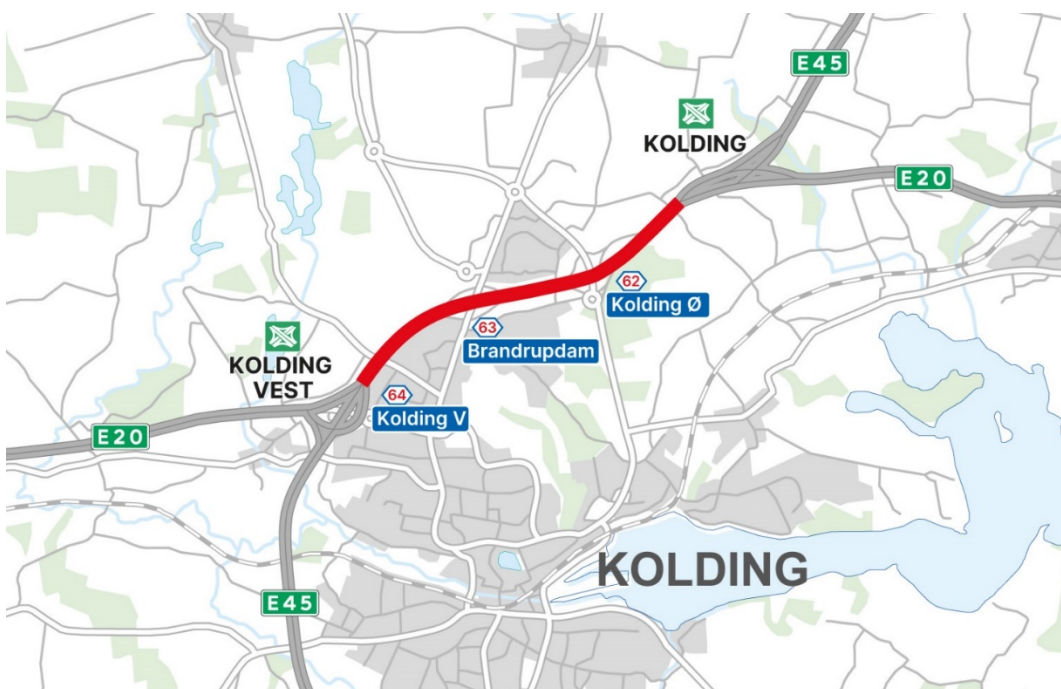 E45
KOLDING
E20
62
Kolding Ø
63
Brandrupdam
KOLDING
VEST
64
Kolding V
E20
KOLDING
E45